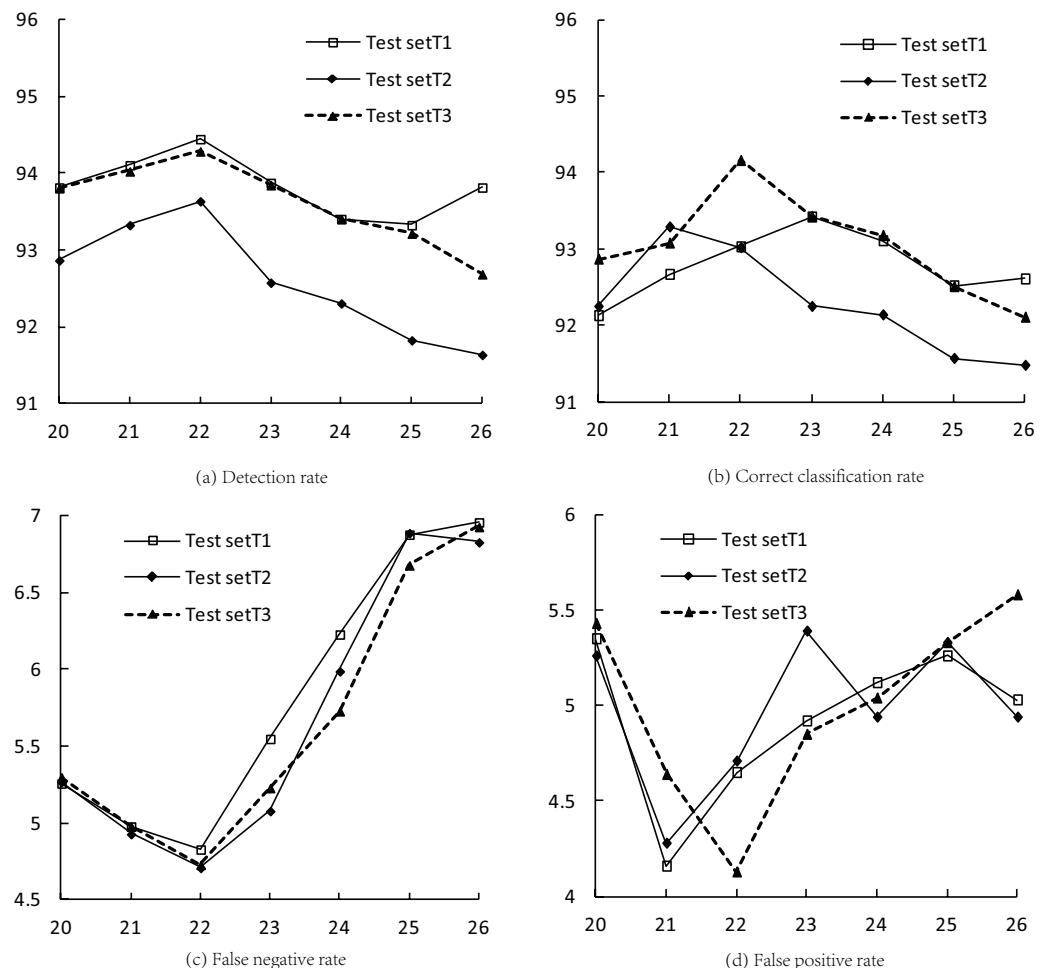 96
95
94
93
92
91
20 21 22 23 24 25 26
Test setT1
Test setT2
Test setT3
(a) Detection rate
96
95
94
93
92
91
20 21 22 23 24 25 26
Test setT1
Test setT2
Test setT3
(b) Correct classification rate
7
6.5
6
5.5
5
4.5
20 21 22 23 24 25 26
Test setT1
Test setT2
Test setT3
(c) False negative rate
6
5.5
5
4.5
4
20 21 22 23 24 25 26
Test setT1
Test setT2
Test setT3
(d) False positive rate